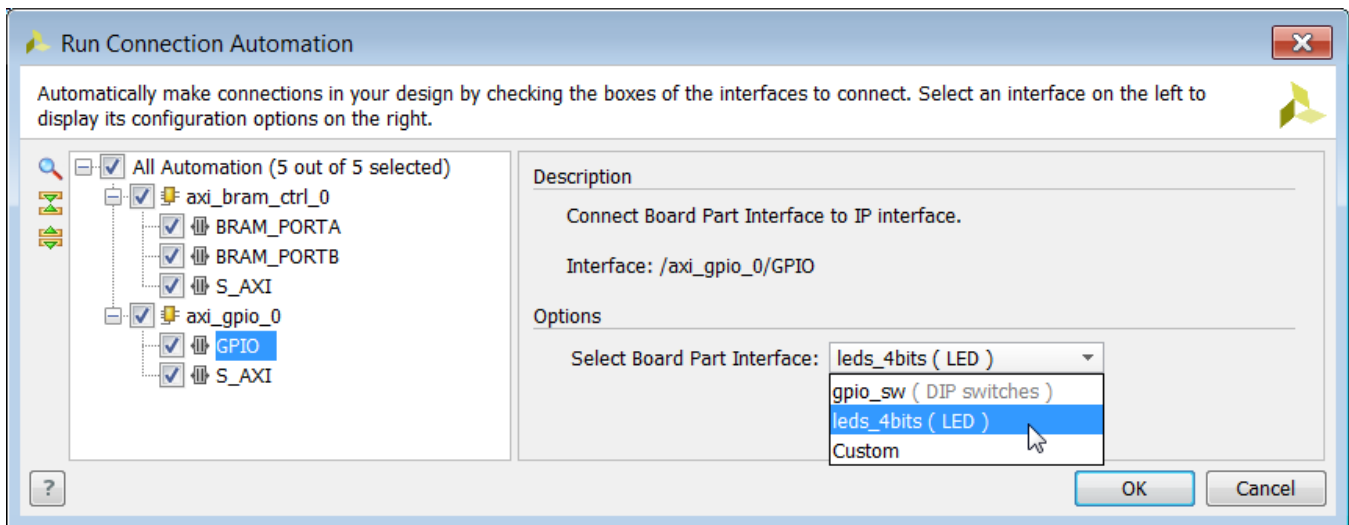 Run Connection Automation
Automatically make connections in your design by checking the boxes of the interfaces to connect. Select an interface on the left to
display its configuration options on the right.
All Automation (5 out of 5 selected)
axi_bram_ctrl_0
BRAM_PORTA
BRAM_PORTB
S_AXI
axi_gpio_0
GPIO
S_AXI
Description
Connect Board Part Interface to IP interface.
Interface: /axi_gpio_0/GPIO
Options
Select Board Part Interface: leds_4bits ( LED )
gpio_sw ( DIP switches )
leds_4bits ( LED )
Custom
?
OK
Cancel